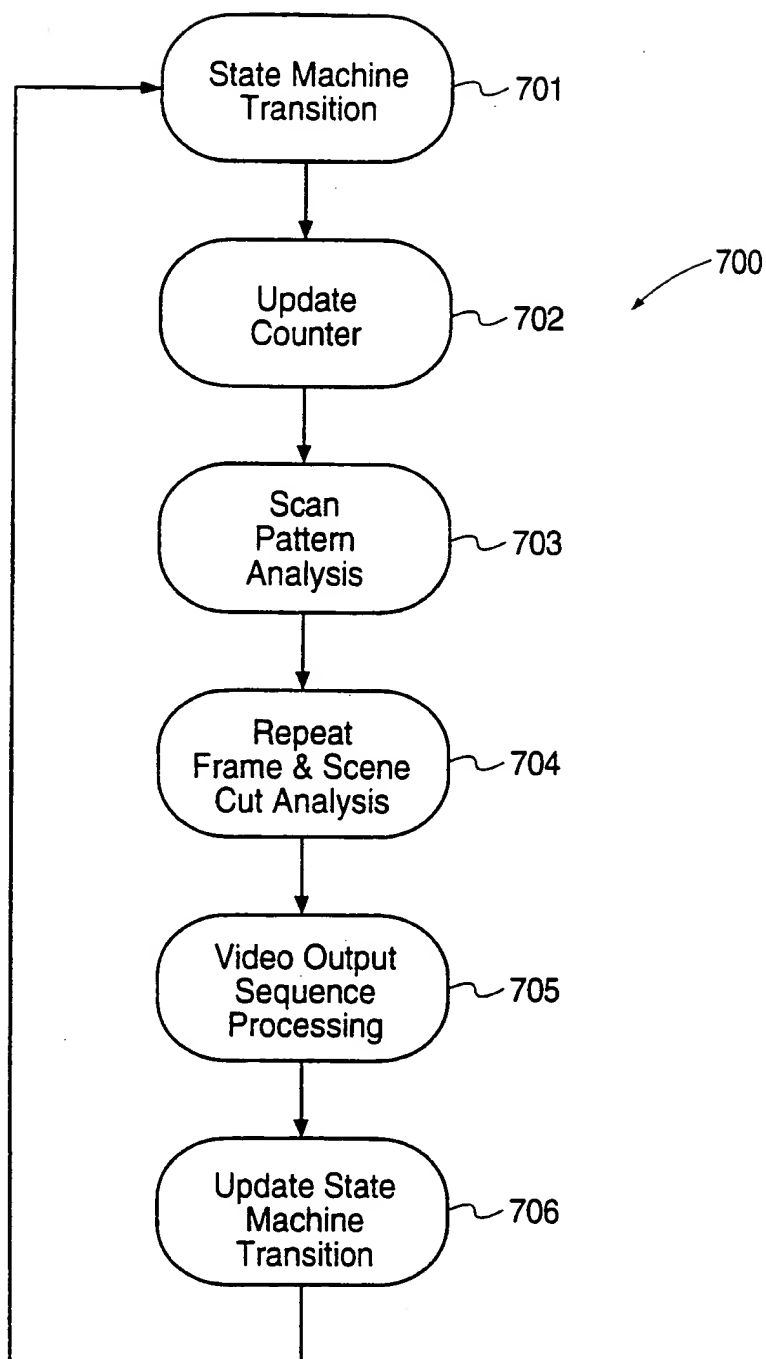 State Machine
Transition
701
700
Update
Counter
702
Scan
Pattern
Analysis
703
Repeat
Frame & Scene
Cut Analysis
704
Video Output
Sequence
Processing
705
Update State
Machine
Transition
706